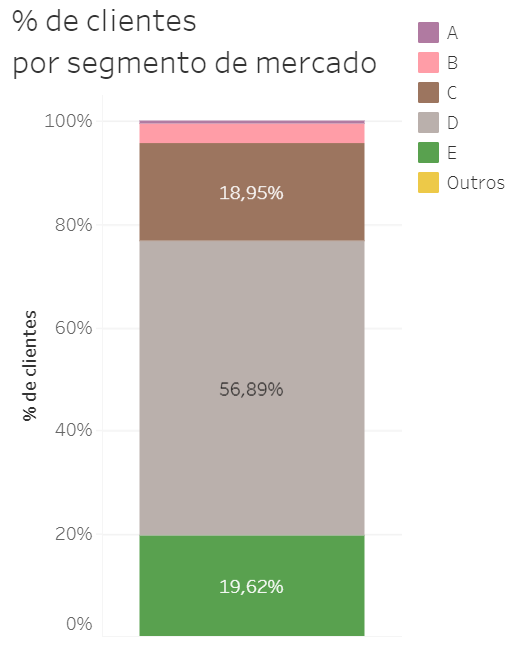 % de clientes
por segmento de mercado
A
B
C
D
E
Outros
% de clientes
100%
80%
60%
40%
20%
0%
18,95%
56,89%
19,62%